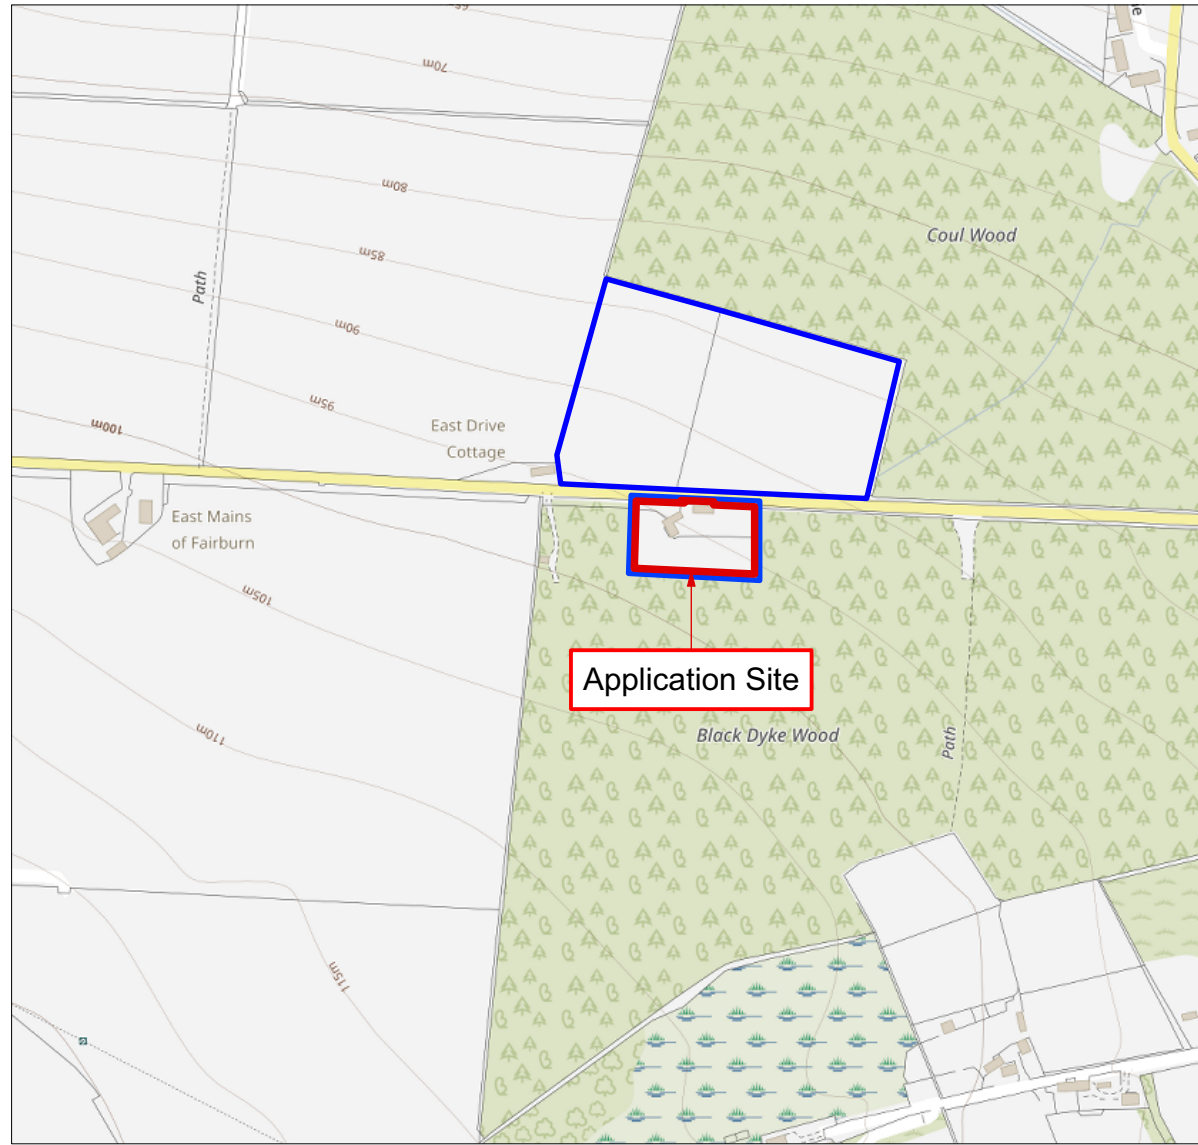 70m
80m
Coul Wood
85m
Path
90m
95m
East Drive
Cottage
100m
East Mains
of Fairburn
105m
Application Site
110m
Black Dyke Wood
Path
115m